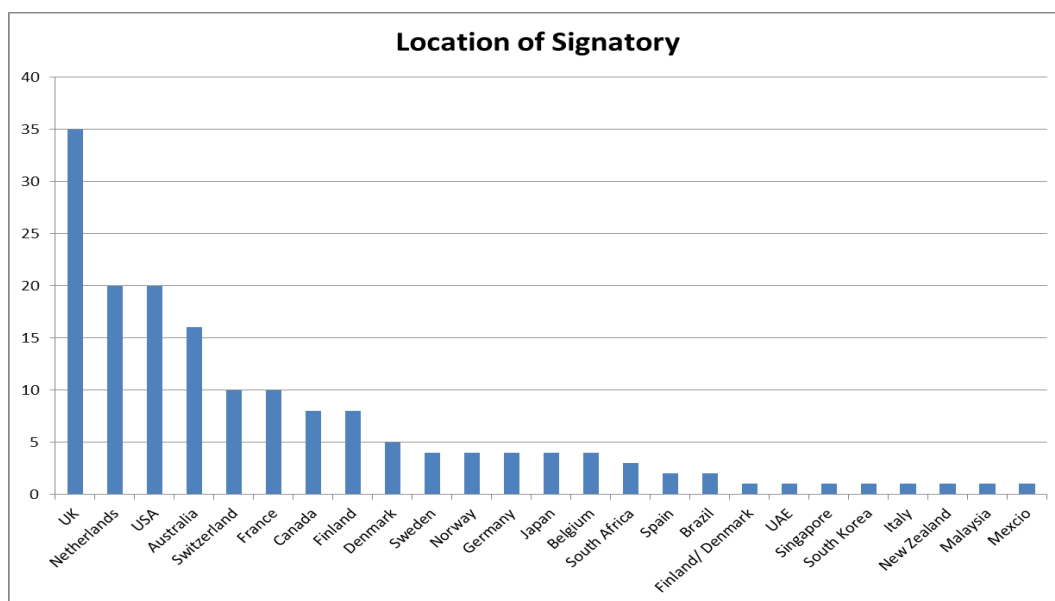 Location of Signatory
40
35
30
25
20
15
10
5
0
UK
Netherlands
USA
Australia
Switzerland
France
Canada
Finland
Denmark
Sweden
Norway
Germany
Japan
Belgium
South Africa
Spain
Brazil
Finland/ Denmark
UAE
Singapore
South Korea
Italy
New Zealand
Malaysia
Mexcio